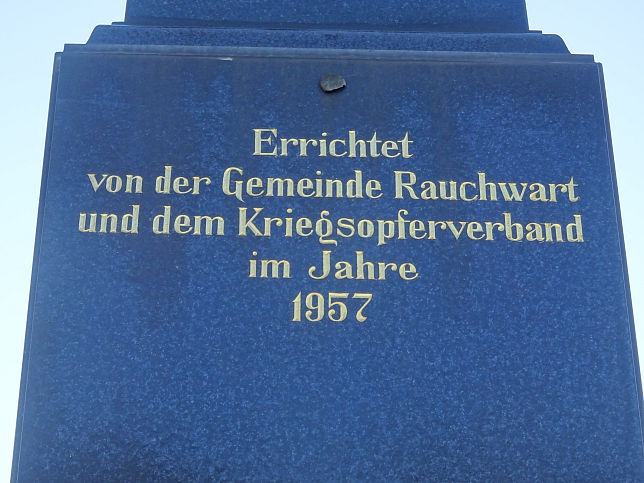 Errichtet
von der Gemeinde Rauchwart
und dem Kriegsopferverband
im Jahre
1957